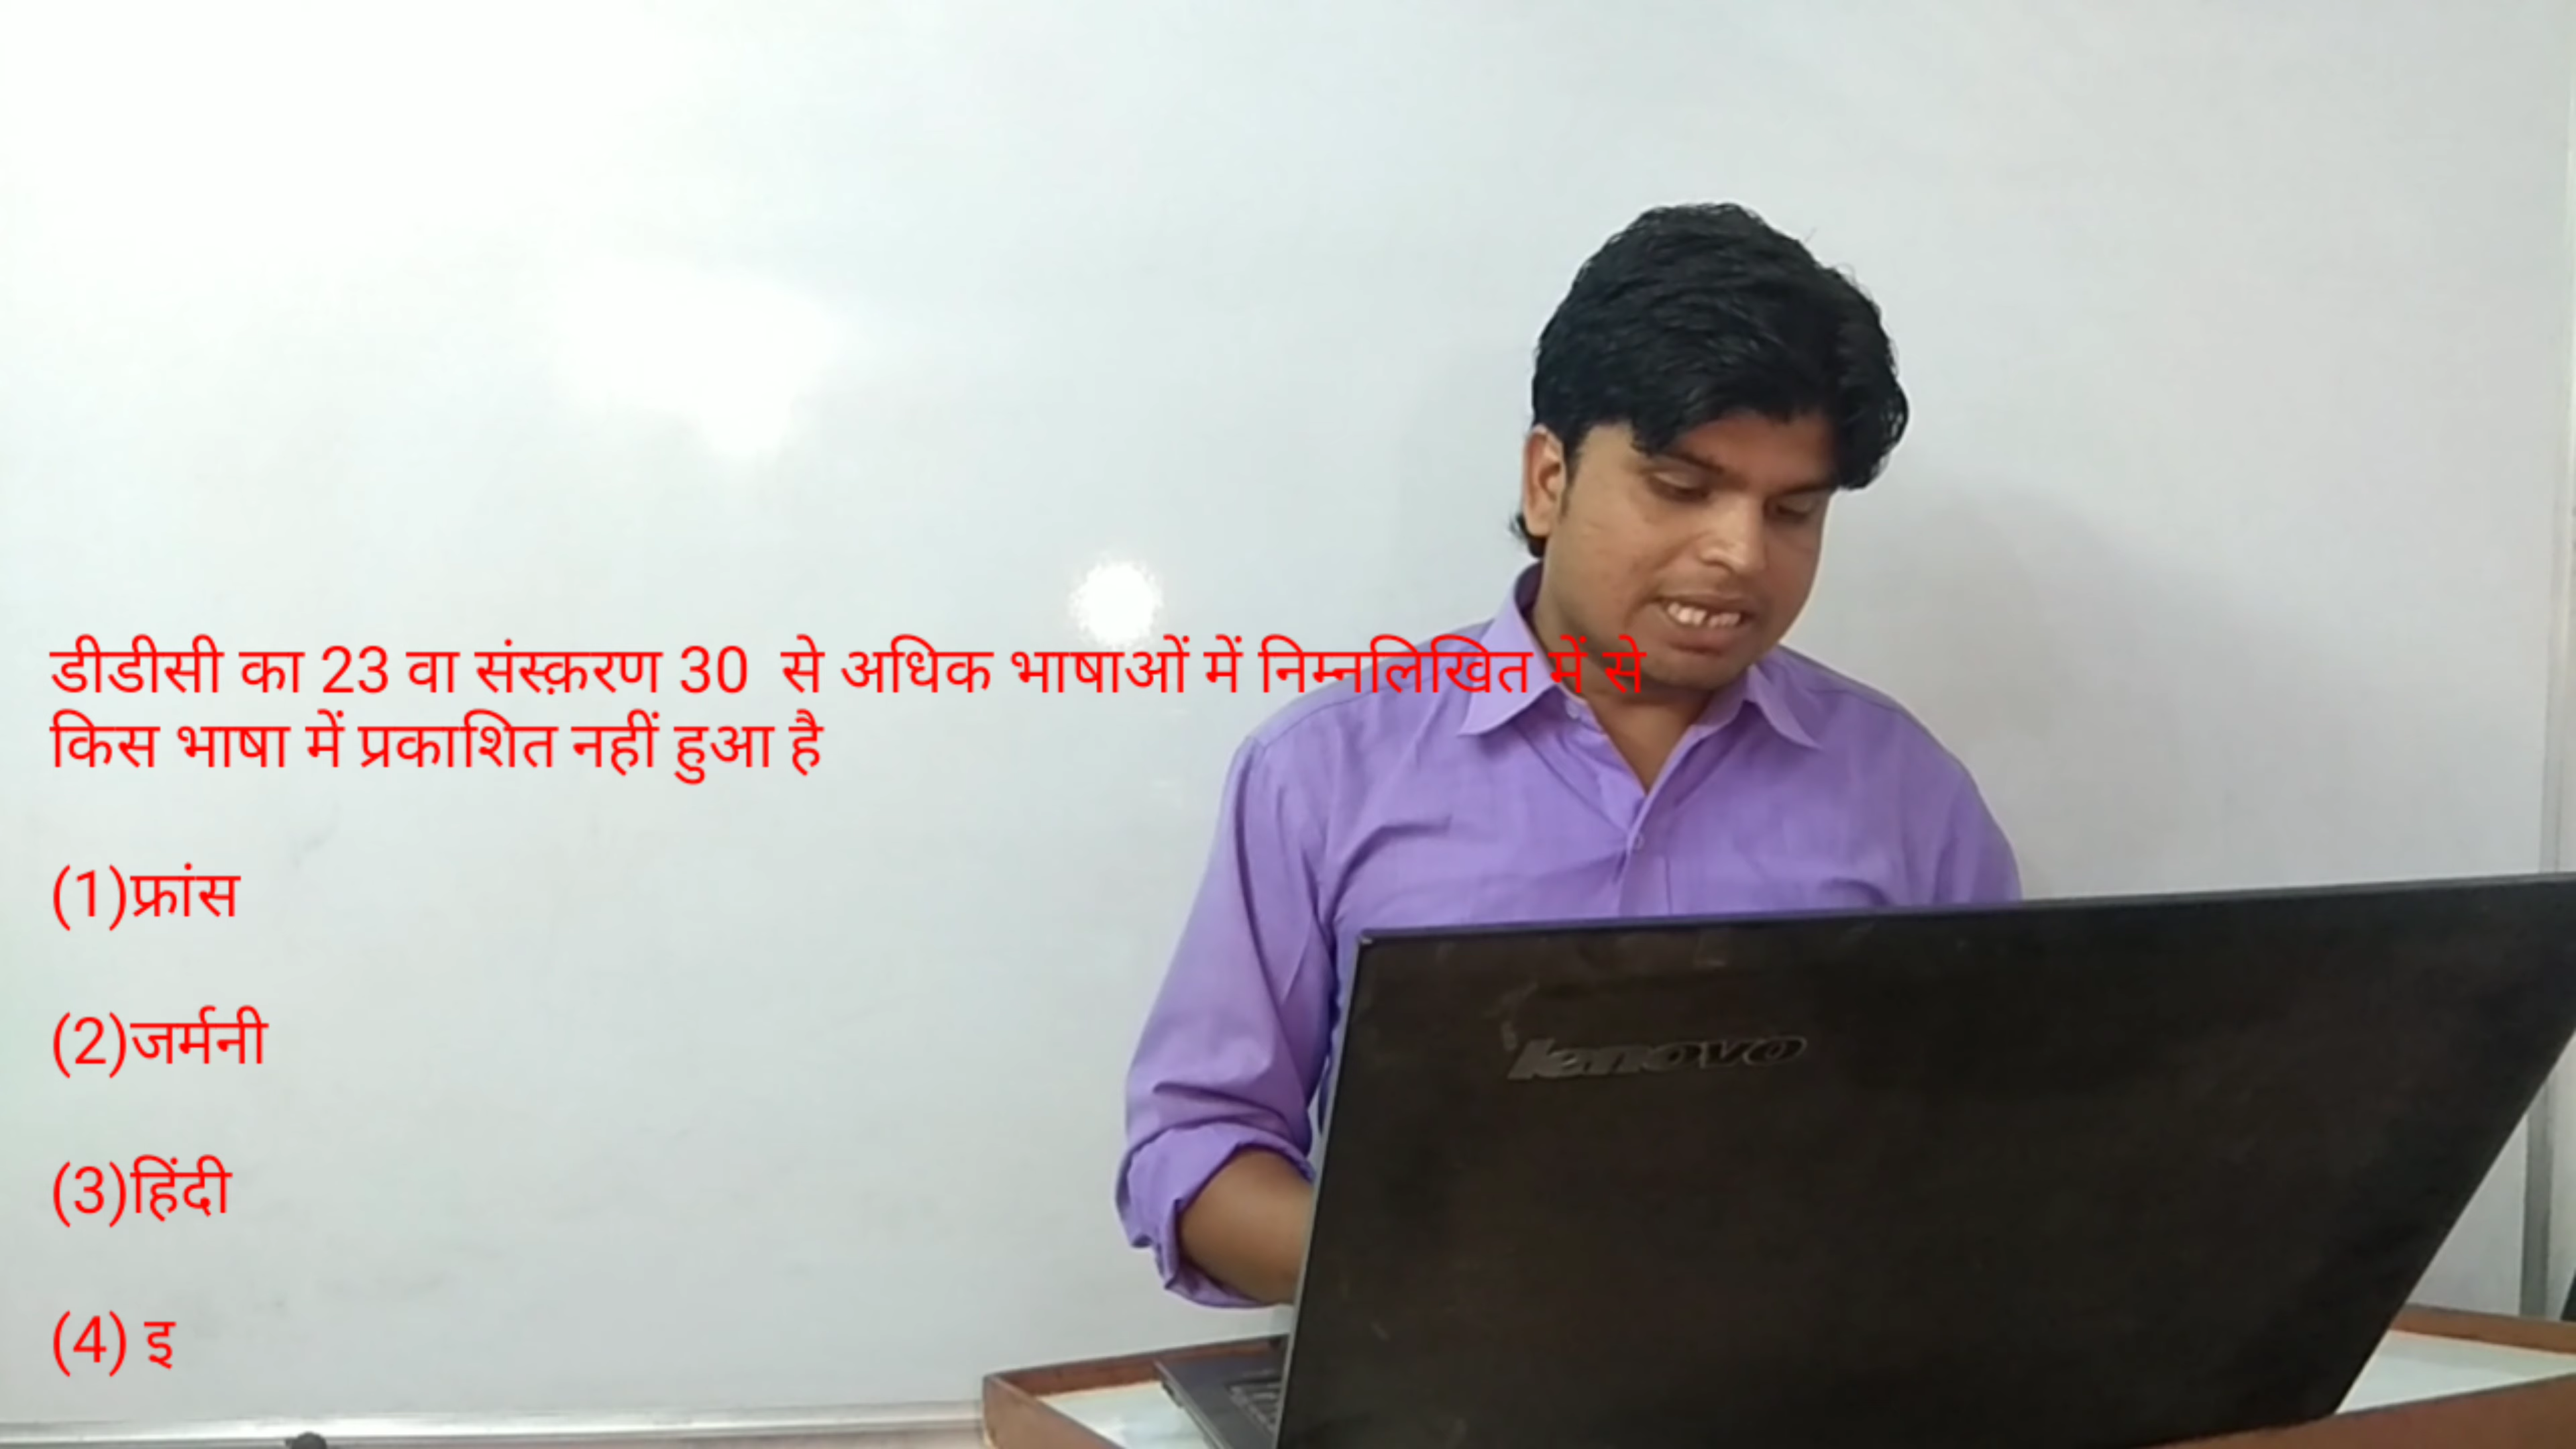 डीडीसी का 23 वा संस्क़रण 30 से अधिक भाषाओं में निम्नलिखित में से
किस भाषा में प्रकाशित नहीं हुआ है
(1)फ्रांस
(2)जर्मनी
(3)हिंदी
(4) इ
lenovo